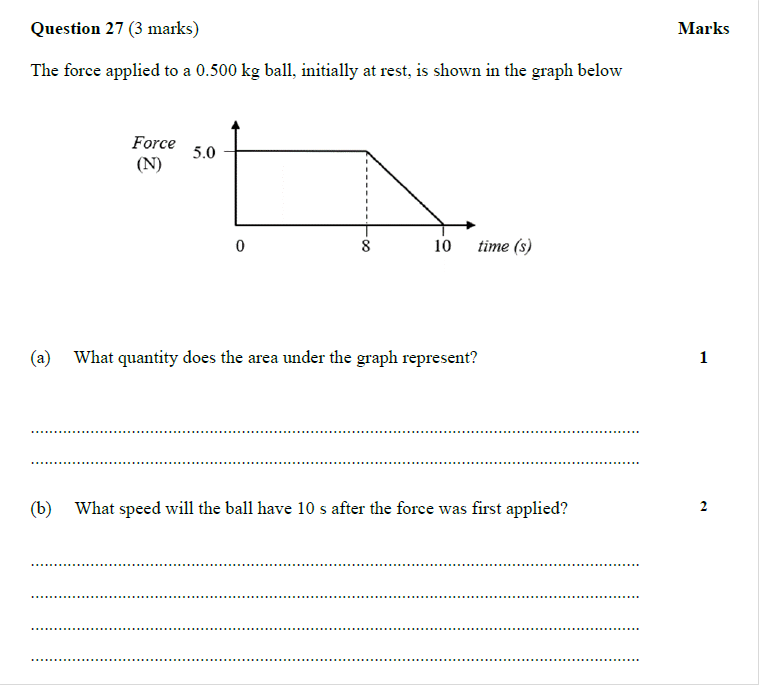 Question 27 (3 marks) Marks
The force applied to a 0.500 kg ball, initially at rest, is shown in the graph below
Force
(N)
5.0
0 8 10 time (s)
(a) What quantity does the area under the graph represent? 1
(b) What speed will the ball have 10 s after the force was first applied? 2